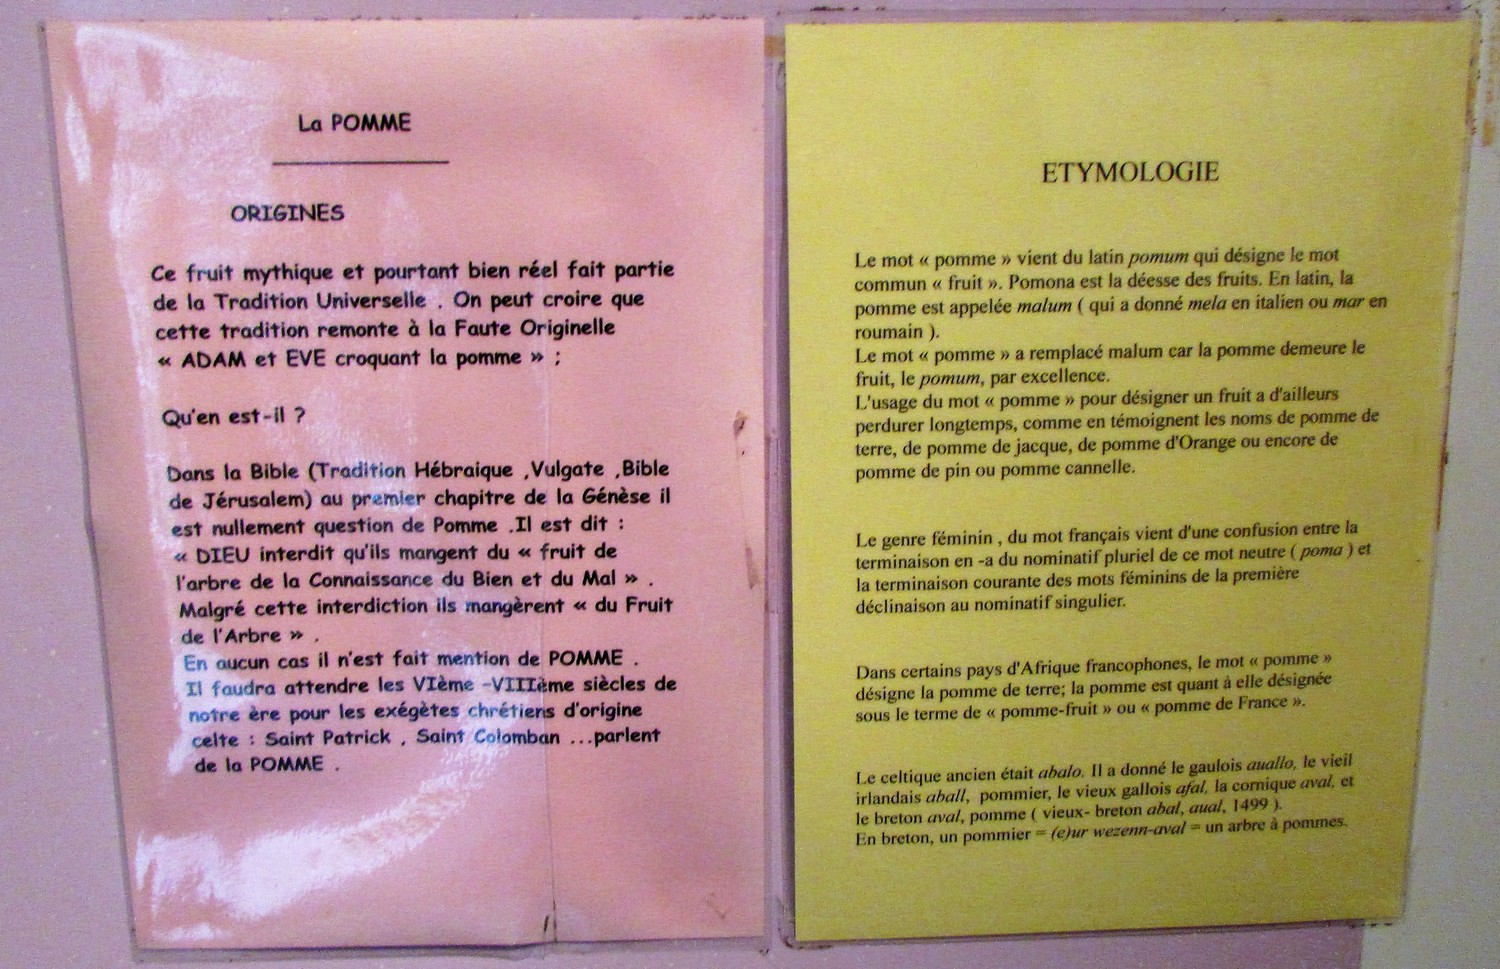 La POMME
ORIGINES
Ce fruit mythique et pourtant bien réel fait partie
de la Tradition Universelle . On peut croire que
cette tradition remonte à la Faute Originelle
« ADAM et EVE croquant la pomme » ;
Qu'en est-il ?
Dans la Bible (Tradition Hébraique ,Vulgate ,Bible
de Jérusalem) au premier chapitre de la Génèse il
est nullement question de Pomme .Il est dit :
« DIEU interdit qu'ils mangent du « fruit de
l'arbre de la Connaissance du Bien et du Mal » .
Malgré cette interdiction ils mangèrent « du Fruit
de l'Arbre » .
En aucun cas il n'est fait mention de POMME .
Il faudra attendre les VIème -VIIIème siècles de
notre ère pour les exégètes chrétiens d'origine
celte : Saint Patrick , Saint Colomban ...parlent
de la POMME .
ETYMOLOGIE
Le mot « pomme » vient du latin pomum qui désigne le mot
commun « fruit ». Pomona est la déesse des fruits. En latin, la
pomme est appelée malum ( qui a donné mela en italien ou mar en
roumain ).
Le mot « pomme » a remplacé malum car la pomme demeure le
fruit, le pomum, par excellence.
L'usage du mot « pomme » pour désigner un fruit a d'ailleurs
perdurer longtemps, comme en témoignent les noms de pomme de
terre, de pomme de jacque, de pomme d'Orange ou encore de
pomme de pin ou pomme cannelle.
Le genre féminin , du mot français vient d'une confusion entre la
terminaison en -a du nominatif pluriel de ce mot neutre ( poma ) et
la terminaison courante des mots féminins de la première
déclinaison au nominatif singulier.
Dans certains pays d'Afrique francophones, le mot « pomme »
désigne la pomme de terre; la pomme est quant à elle désignée
sous le terme de « pomme-fruit » ou « pomme de France ».
Le celtique ancien était abalo. Il a donné le gaulois auallo, le vieil
irlandais aball, pommier, le vieux gallois afal, la cornique aval, et
le breton aval, pomme ( vieux- breton abal, aual, 1499 ).
En breton, un pommier = (e)ur wezenn-aval = un arbre à pommes.